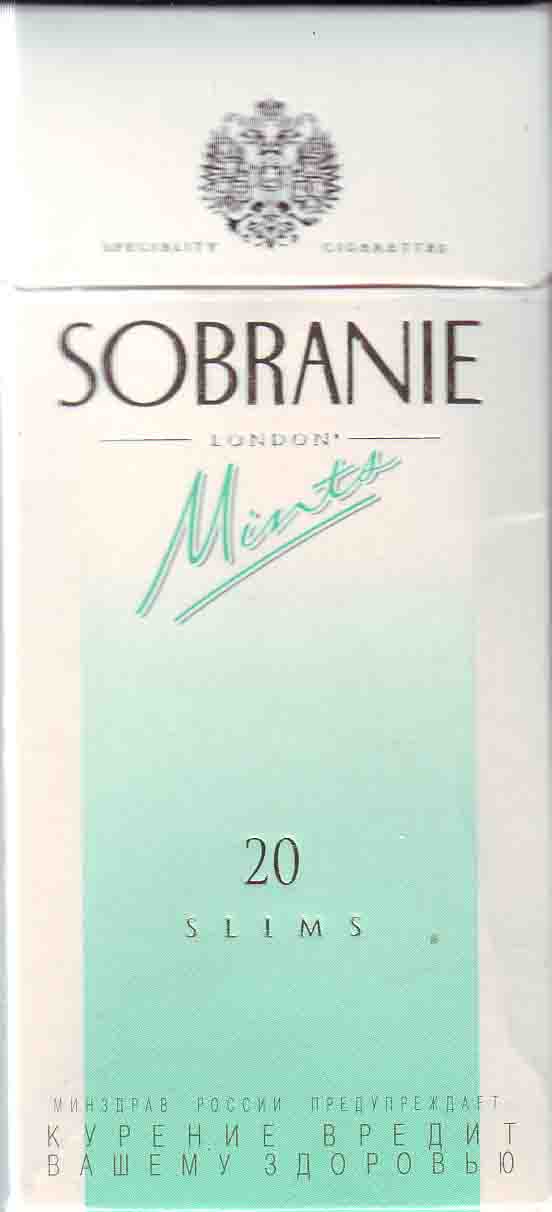 SPECIALITY CIGARETTES
SOBRANIE
LONDON
Mints
20
SLIMS
МИНЗДРАВ РОССИИ ПРЕДУПРЕЖДАЕТ
КУРЕНИЕ ВРЕДИТ
ВАШЕМУ ЗДОРОВЬЮ